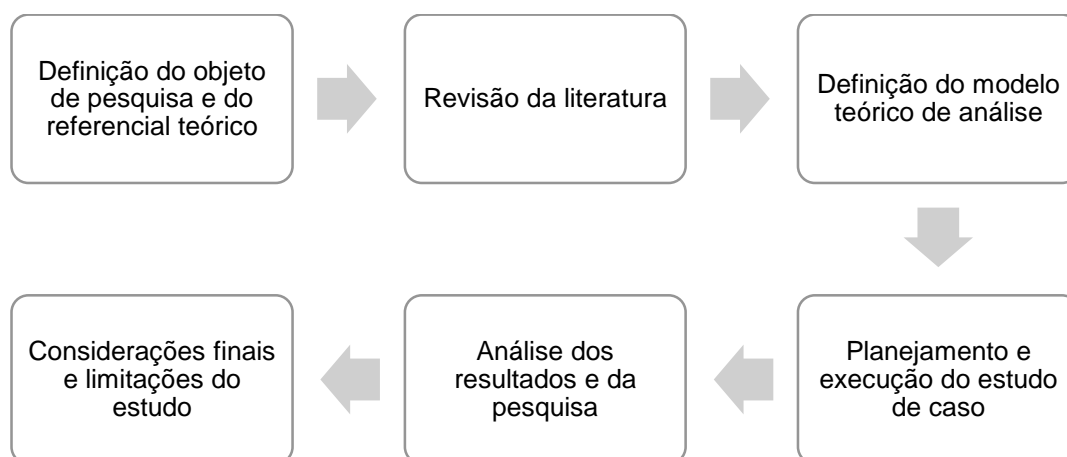 Definição do objeto
de pesquisa e do
referencial teórico
Revisão da literatura
Definição do modelo
teórico de análise
Planejamento e
execução do estudo
de caso
Análise dos
resultados e da
pesquisa
Considerações finais
e limitações do
estudo